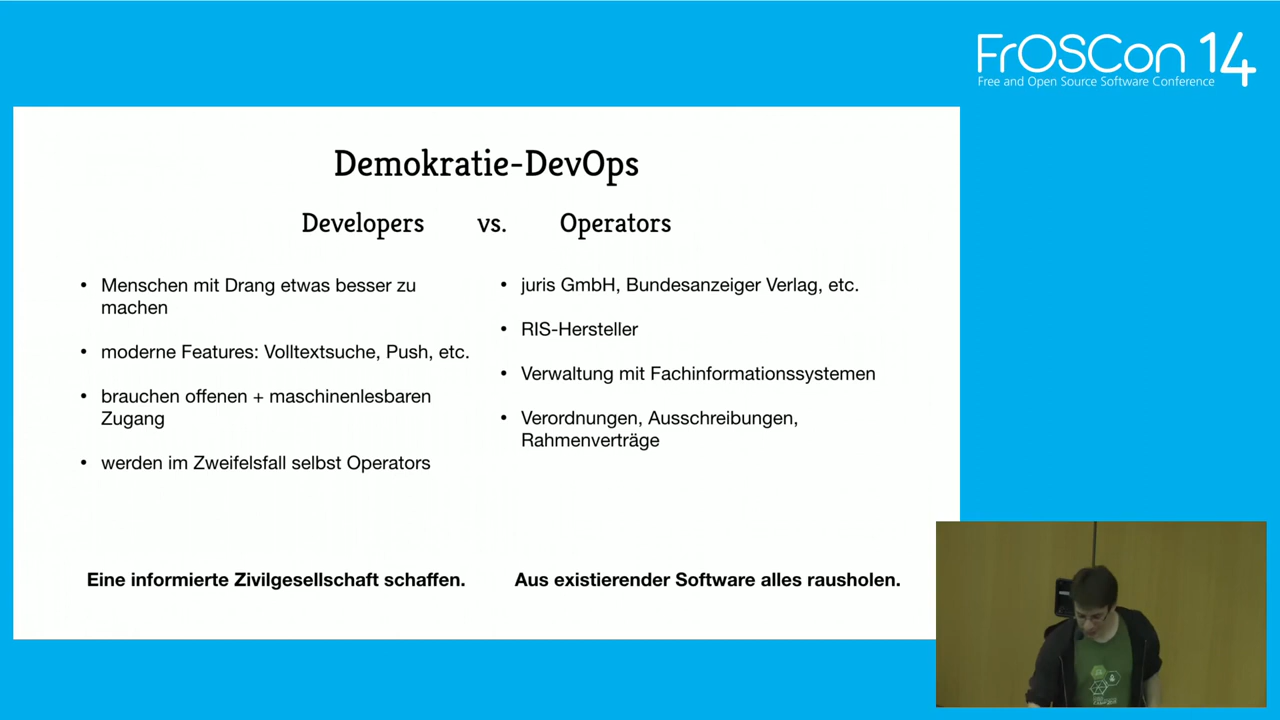 FrOSCon 14
Free and Open Source Software Conference
Demokratie-DevOps
Developers vs. Operators
• Menschen mit Drang etwas besser zu
machen
• moderne Features: Volltextsuche, Push, etc.
• brauchen offenen + maschinenlesbaren
Zugang
• werden im Zweifelsfall selbst Operators
Eine informierte Zivilgesellschaft schaffen.
• juris GmbH, Bundesanzeiger Verlag, etc.
• RIS-Hersteller
• Verwaltung mit Fachinformationssystemen
• Verordnungen, Ausschreibungen,
Rahmenverträge
Aus existierender Software alles rausholen.